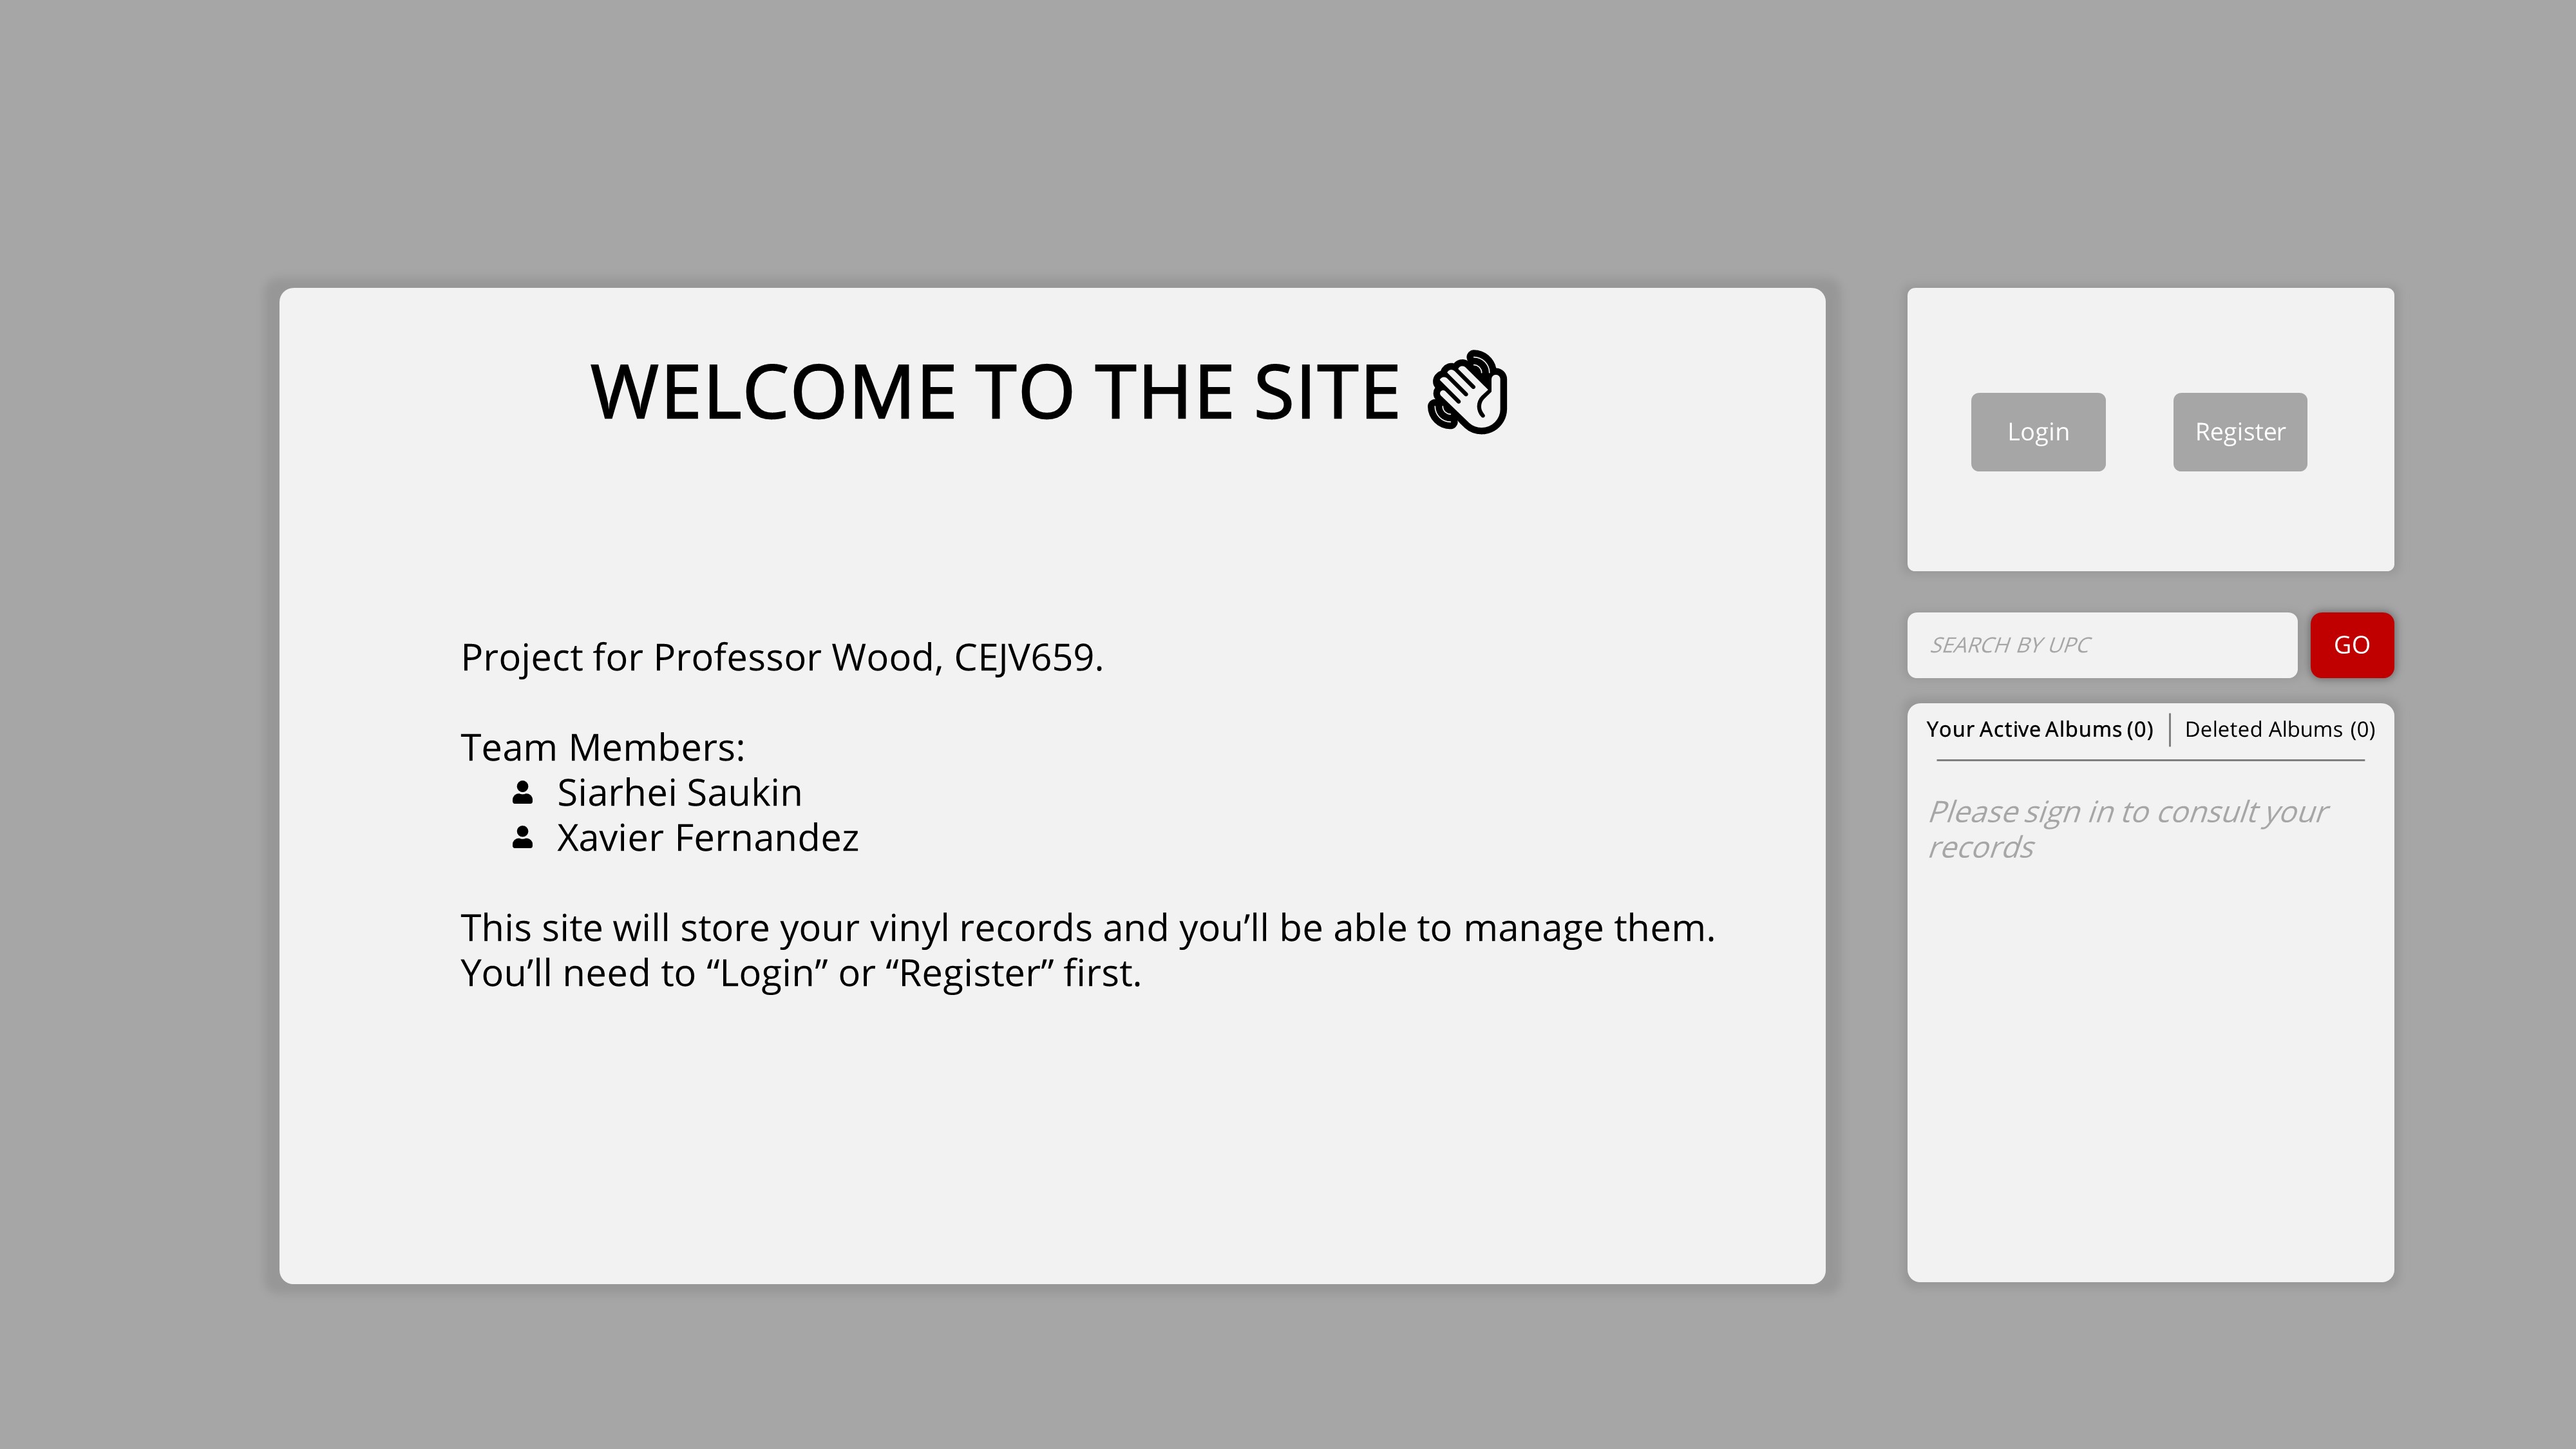 WELCOME TO THE SITE
Project for Professor Wood, CEJV659.
Team Members:
Siarhei Saukin
Xavier Fernandez
This site will store your vinyl records and you’ll be able to manage them.
You’ll need to “Login” or “Register” first.
Login
Register
SEARCH BY UPC
GO
Your Active Albums (0)
Deleted Albums (0)
Please sign in to consult your
records